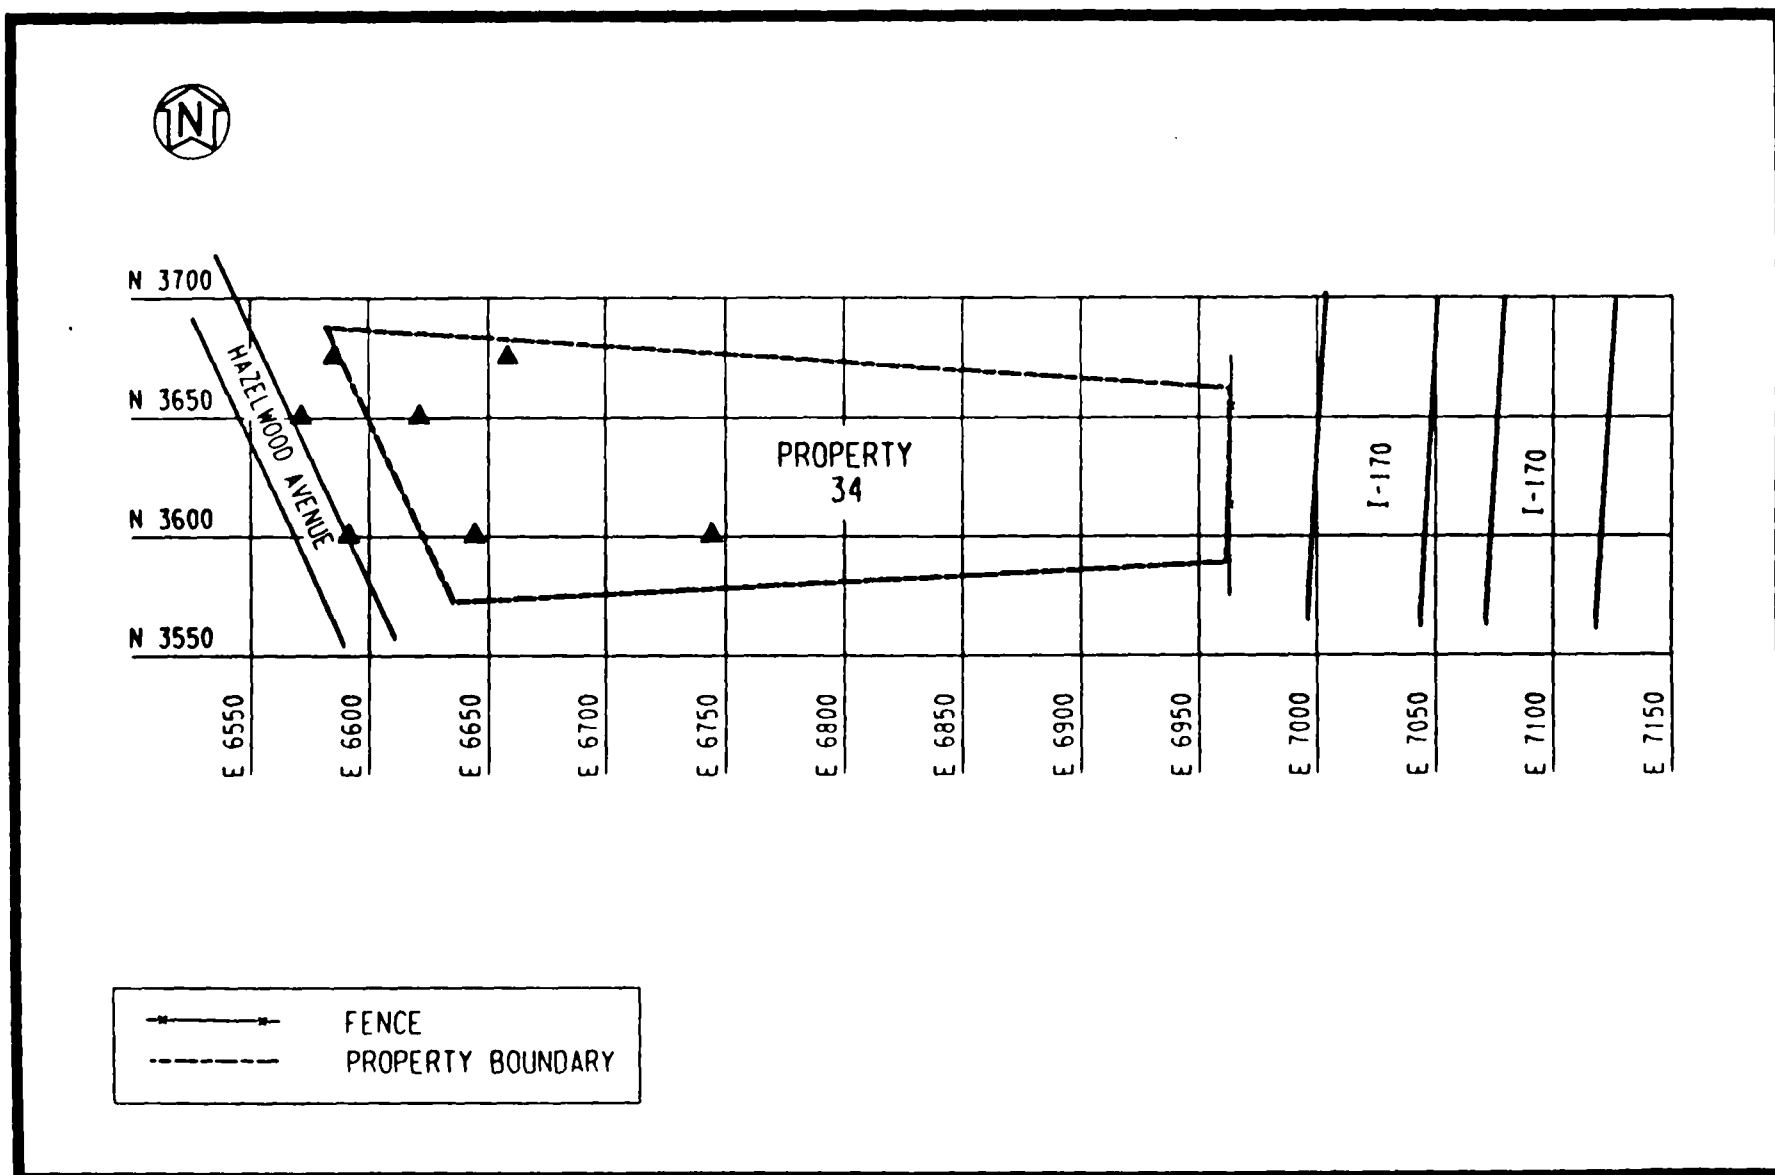 N
N 3700
HAZELWOOD AVENUE
N 3650
PROPERTY
34
I-170
I-170
N 3600
N 3550
E 6550
E 6600
E 6650
E 6700
E 6750
E 6800
E 6850
E 6900
E 6950
E 7000
E 7050
E 7100
E 7150
FENCE
PROPERTY BOUNDARY